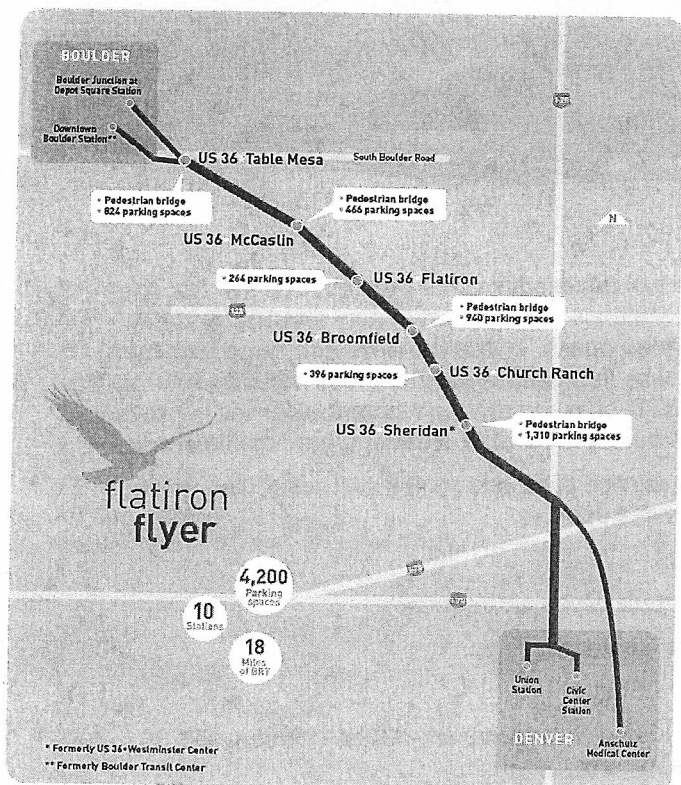 BOULDER
Boulder Junction at
Depot Square Station
Downtown
Boulder Station**
US 36 Table Mesa
South Boulder Road
• Pedestrian bridge
• 824 parking spaces
• Pedestrian bridge
• 466 parking spaces
N
US 36 McCaslin
• 264 parking spaces
US 36 Flatiron
• Pedestrian bridge
• 940 parking spaces
US 36 Broomfield
• 396 parking spaces
US 36 Church Ranch
US 36 Sheridan*
• Pedestrian bridge
• 1,310 parking spaces
flatiron
flyer
4,200
Parking
spaces
10
Stations
18
Miles
of BRT
Union
Station
Civic
Center
Station
DENVER
Anschutz
Medical Center
* Formerly US 36•Westminster Center
** Formerly Boulder Transit Center